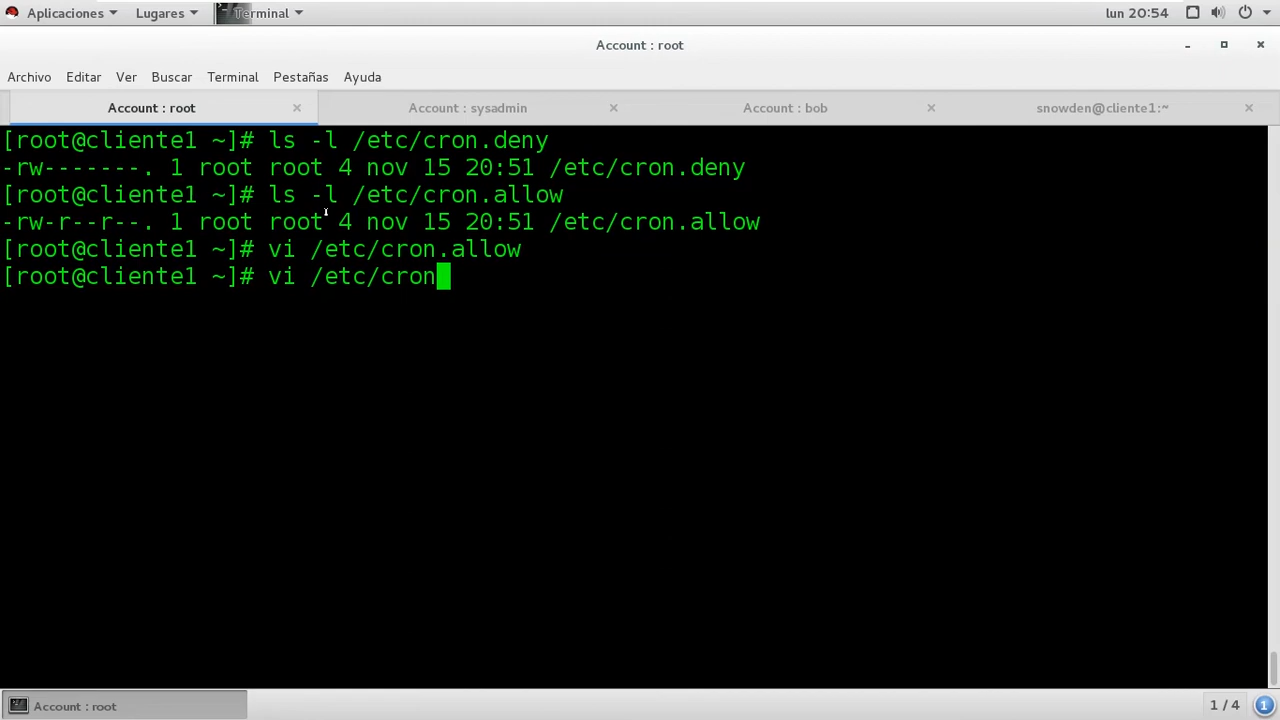 Aplicaciones Lugares Terminal lun 20:54
Account : root
Archivo Editar Ver Buscar Terminal Pestañas Ayuda
Account : root Account : sysadmin Account : bob snowden@cliente1:~
[root@cliente1 ~]# ls -l /etc/cron.deny
-rw-------. 1 root root 4 nov 15 20:51 /etc/cron.deny
[root@cliente1 ~]# ls -l /etc/cron.allow
-rw-r--r--. 1 root root 4 nov 15 20:51 /etc/cron.allow
[root@cliente1 ~]# vi /etc/cron.allow
[root@cliente1 ~]# vi /etc/cron
Account : root 1 / 4 1